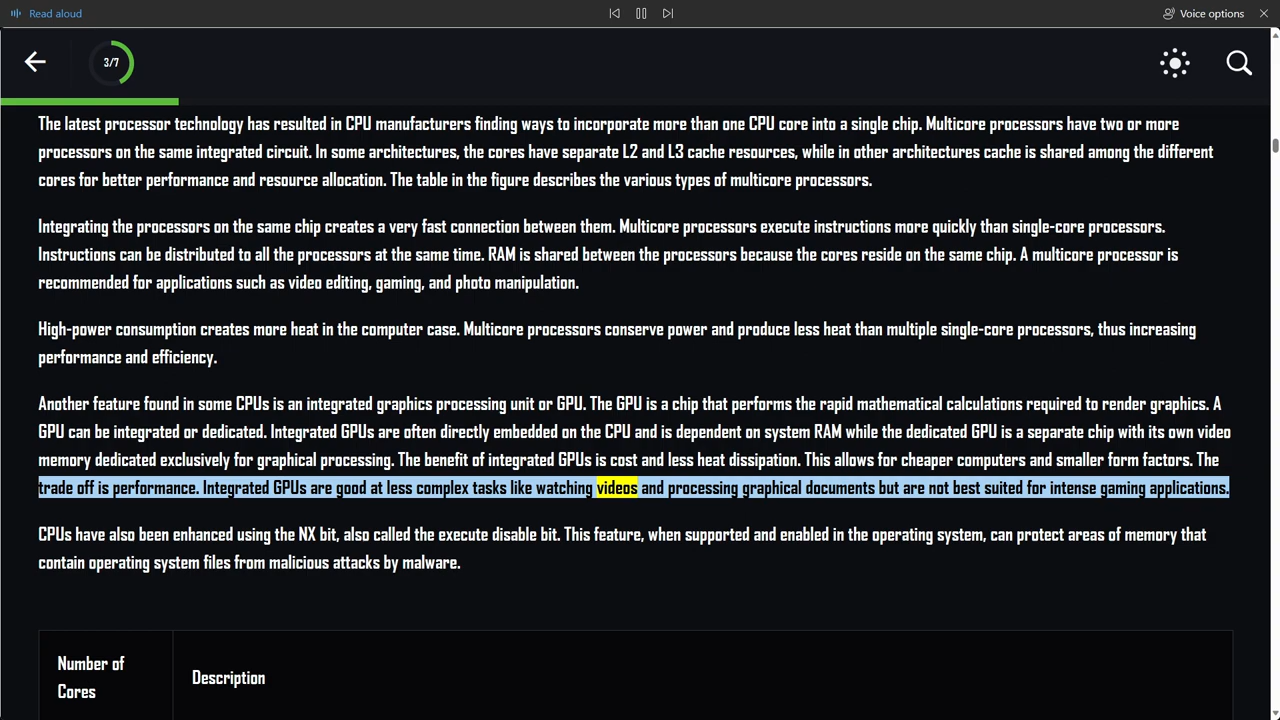 Read aloud
Voice options
3/7
The latest processor technology has resulted in CPU manufacturers finding ways to incorporate more than one CPU core into a single chip. Multicore processors have two or more
processors on the same integrated circuit. In some architectures, the cores have separate L2 and L3 cache resources, while in other architectures cache is shared among the different
cores for better performance and resource allocation. The table in the figure describes the various types of multicore processors.
Integrating the processors on the same chip creates a very fast connection between them. Multicore processors execute instructions more quickly than single-core processors.
Instructions can be distributed to all the processors at the same time. RAM is shared between the processors because the cores reside on the same chip. A multicore processor is
recommended for applications such as video editing, gaming, and photo manipulation.
High-power consumption creates more heat in the computer case. Multicore processors conserve power and produce less heat than multiple single-core processors, thus increasing
performance and efficiency.
Another feature found in some CPUs is an integrated graphics processing unit or GPU. The GPU is a chip that performs the rapid mathematical calculations required to render graphics. A
GPU can be integrated or dedicated. Integrated GPUs are often directly embedded on the CPU and is dependent on system RAM while the dedicated GPU is a separate chip with its own video
memory dedicated exclusively for graphical processing. The benefit of integrated GPUs is cost and less heat dissipation. This allows for cheaper computers and smaller form factors. The
trade off is performance. Integrated GPUs are good at less complex tasks like watching videos and processing graphical documents but are not best suited for intense gaming applications.
CPUs have also been enhanced using the NX bit, also called the execute disable bit. This feature, when supported and enabled in the operating system, can protect areas of memory that
contain operating system files from malicious attacks by malware.
Number of
Cores
Description